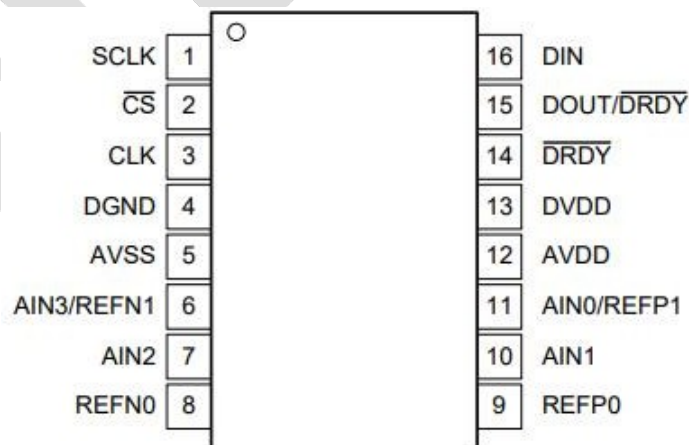 SCLK 1 16 DIN
CS 2 15 DOUT/DRDY
CLK 3 14 DRDY
DGND 4 13 DVDD
AVSS 5 12 AVDD
AIN3/REFN1 6 11 AIN0/REFP1
AIN2 7 10 AIN1
REFN0 8 9 REFP0